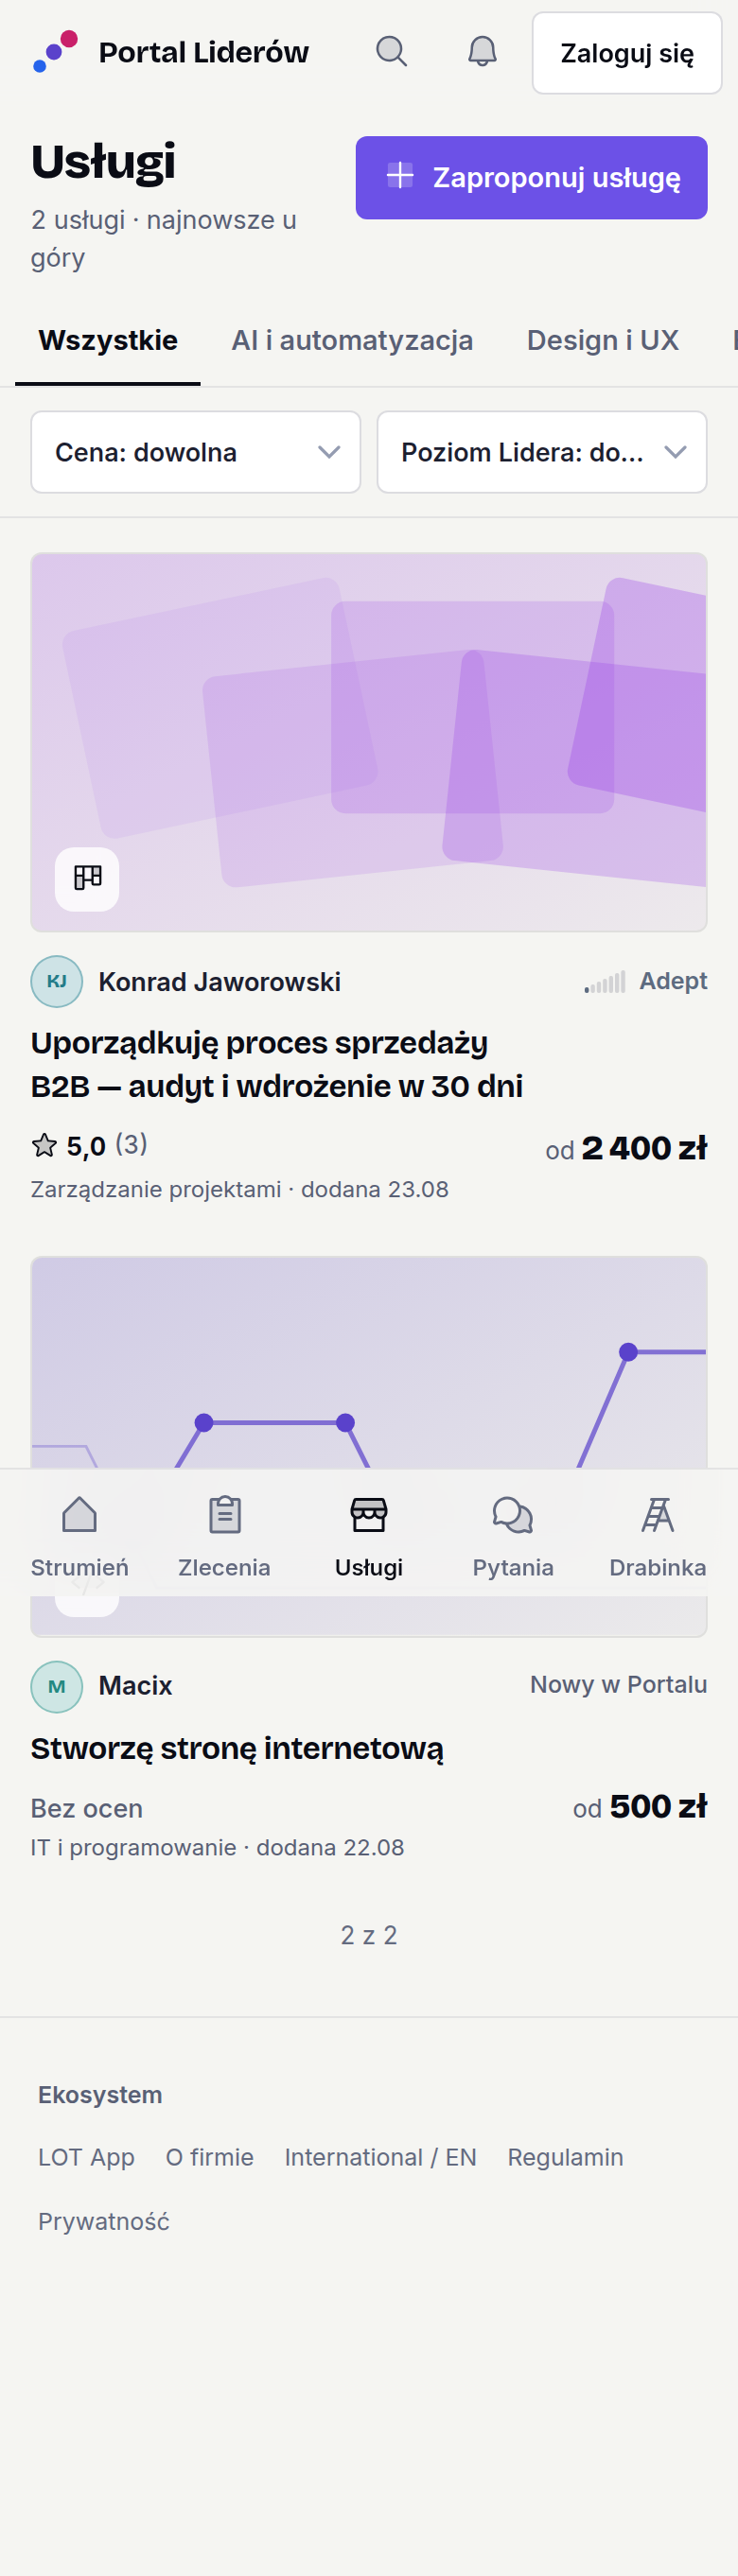 Portal Liderów
Zaloguj się
Usługi
Zaproponuj usługę
2 usługi · najnowsze u
góry
Wszystkie
AI i automatyzacja
Design i UX
Cena: dowolna
Poziom Lidera: do...
KJ
Konrad Jaworowski
Adept
Uporządkuję proces sprzedaży
B2B — audyt i wdrożenie w 30 dni
5,0 (3)
od 2 400 zł
Zarządzanie projektami · dodana 23.08
Strumień
Zlecenia
Usługi
Pytania
Drabinka
M
Macix
Nowy w Portalu
Stworzę stronę internetową
Bez ocen
od 500 zł
IT i programowanie · dodana 22.08
2 z 2
Ekosystem
LOT App
O firmie
International / EN
Regulamin
Prywatność